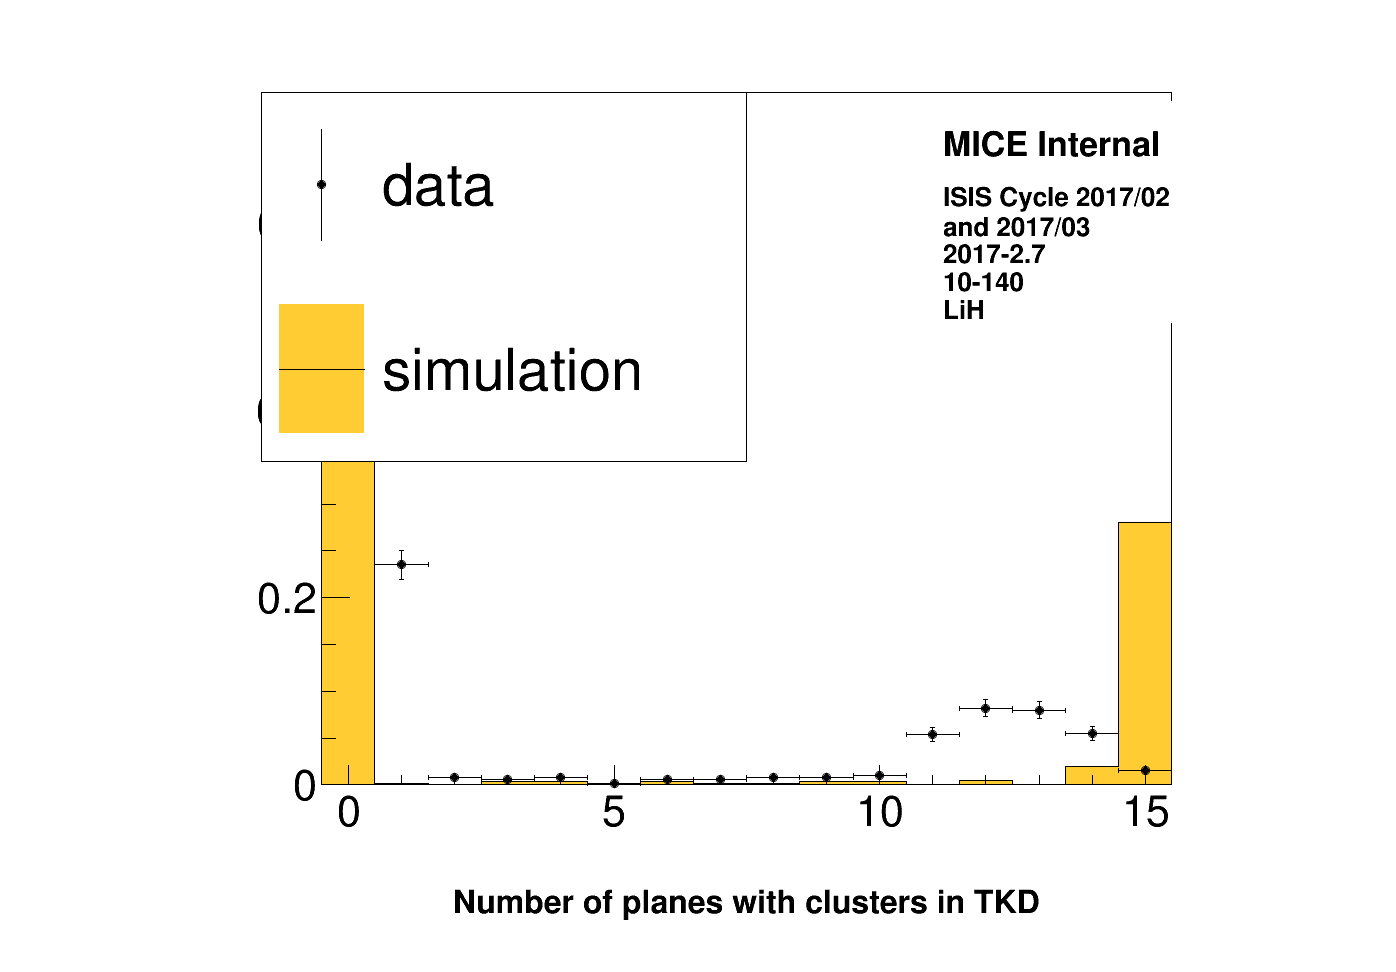 data
simulation
MICE Internal
ISIS Cycle 2017/02
and 2017/03
2017-2.7
10-140
LiH
0.2
0
0 5 10 15
Number of planes with clusters in TKD